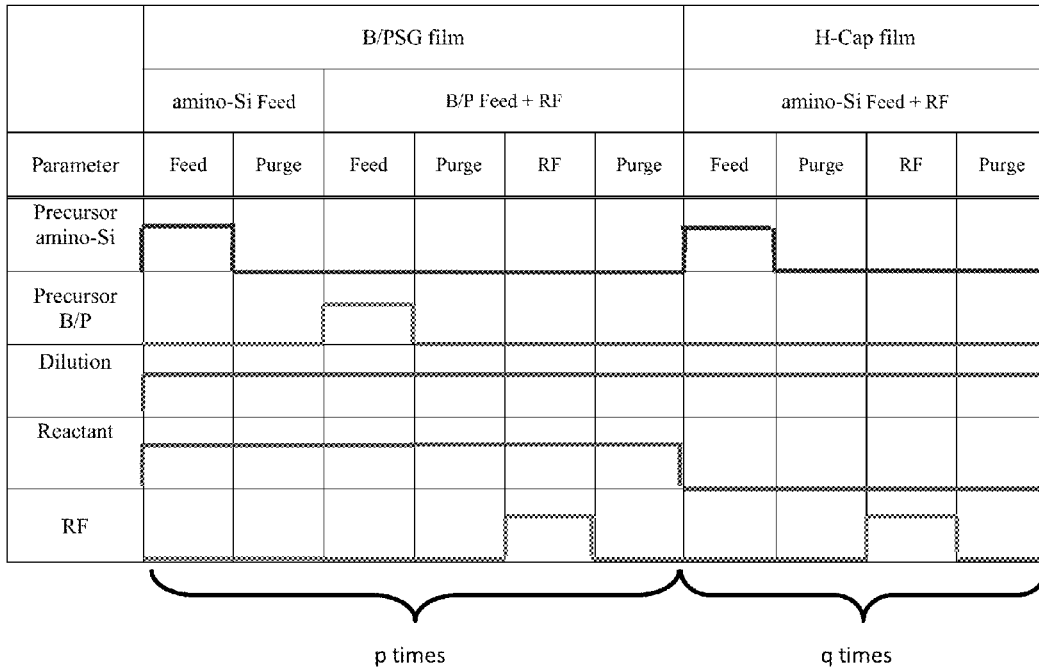 B/PSG film H-Cap film
amino-Si Feed B/P Feed + RF amino-Si Feed + RF
Parameter Feed Purge Feed Purge RF Purge Feed Purge RF Purge
Precursor
amino-Si
Precursor
B/P
Dilution
Reactant
RF
p times q times